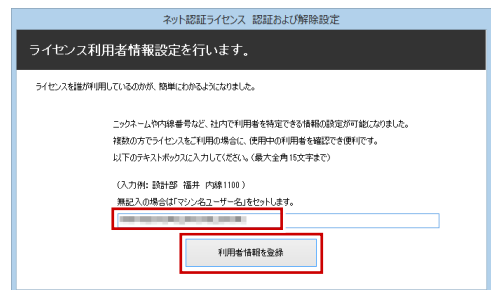 ネット認証ライセンス 認証および解除設定
ライセンス利用者情報設定を行います。
ライセンスを誰が利用しているのかが、簡単にわかるようになりました。
ニックネームや内線番号など、社内で利用者を特定できる情報の設定が可能になりました。
複数の方でライセンスをご利用の場合に、使用中の利用者を確認でき便利です。
以下のテキストボックスに入力してください。(最大全角15文字まで)
(入力例: 設計部 福井 内線1100)
無記入の場合は「マシン名ユーザー名」をセットします。
利用者情報を登録